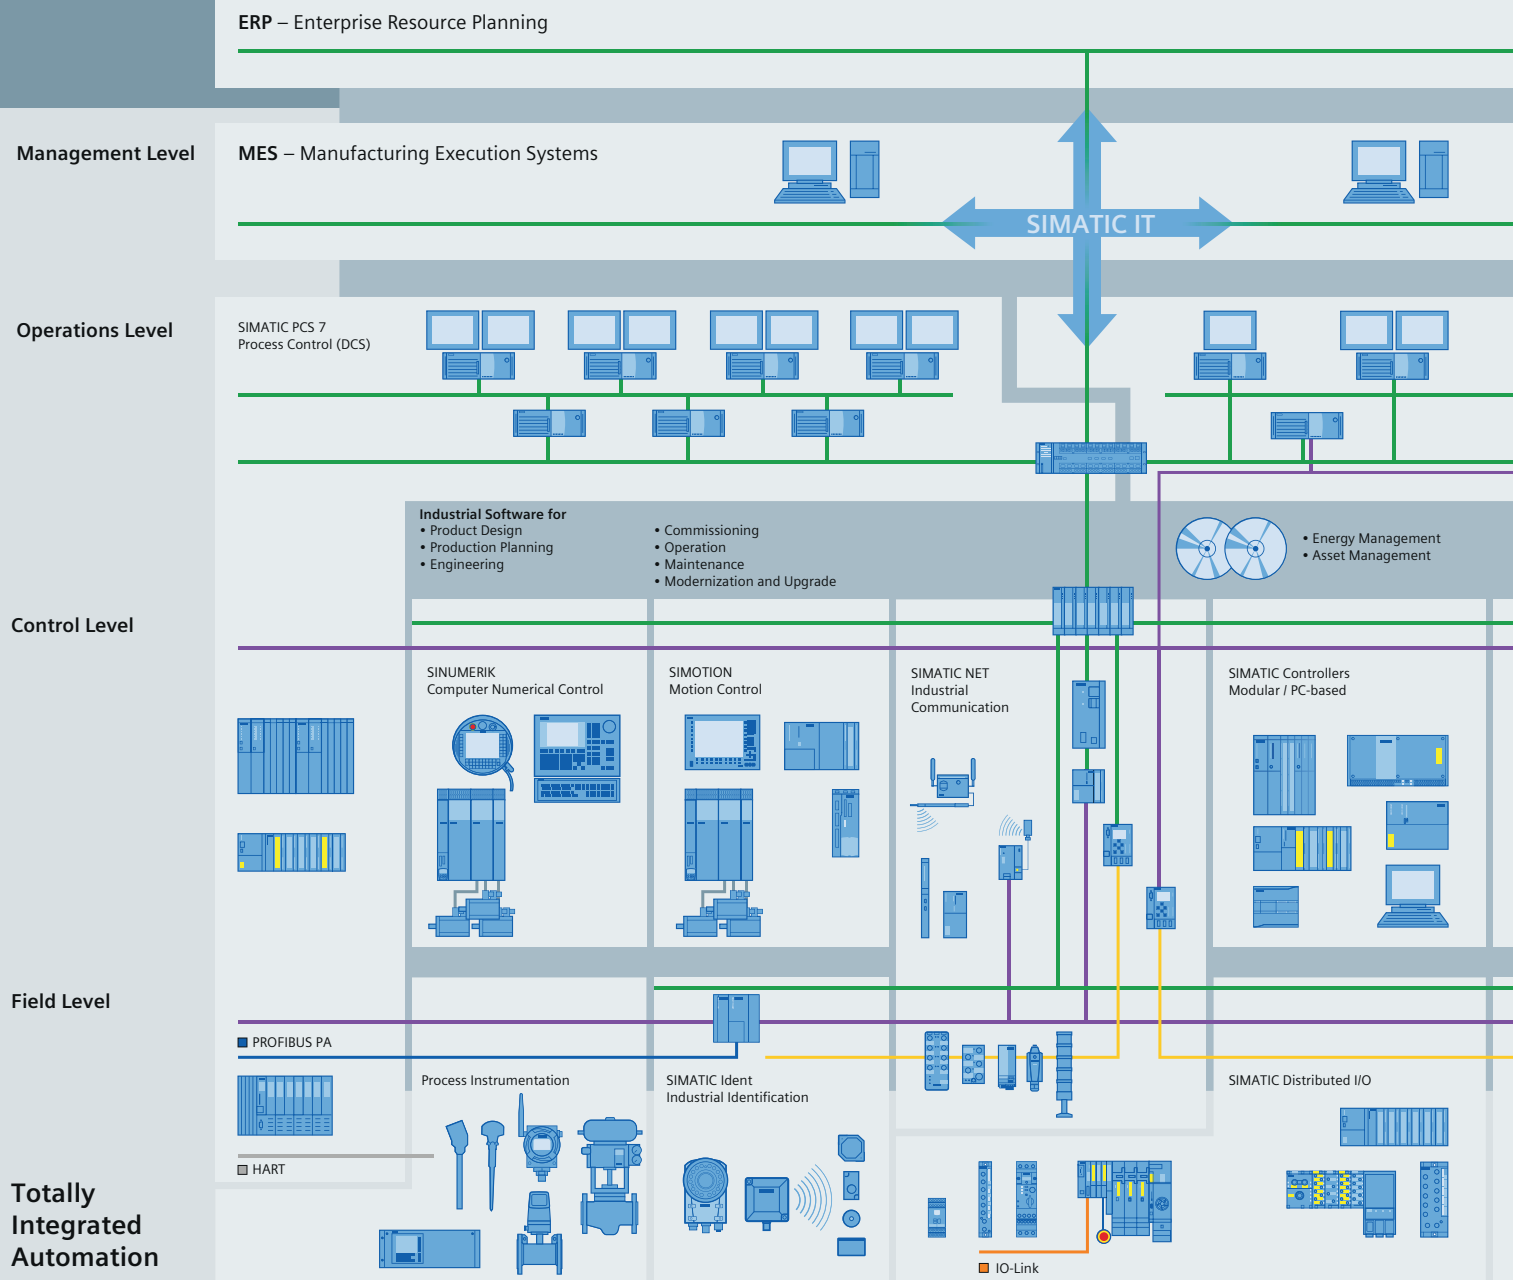 ERP – Enterprise Resource Planning
Management Level
MES – Manufacturing Execution Systems
SIMATIC IT
Operations Level
SIMATIC PCS 7
Process Control (DCS)
Industrial Software for
• Product Design
• Production Planning
• Engineering
• Commissioning
• Operation
• Maintenance
• Modernization and Upgrade
• Energy Management
• Asset Management
Control Level
SINUMERIK
Computer Numerical Control
SIMOTION
Motion Control
SIMATIC NET
Industrial
Communication
SIMATIC Controllers
Modular / PC-based
Field Level
PROFIBUS PA
Process Instrumentation
SIMATIC Ident
Industrial Identification
SIMATIC Distributed I/O
HART
Totally
Integrated
Automation
IO-Link